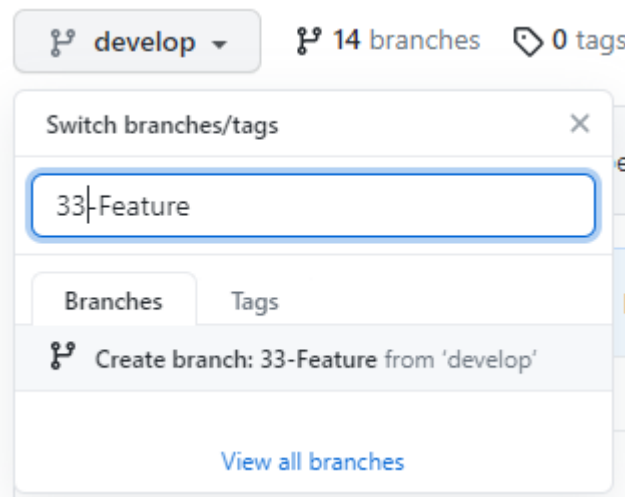 develop 14 branches 0 tags
Switch branches/tags
33-Feature
Branches Tags
Create branch: 33-Feature from ‘develop’
View all branches